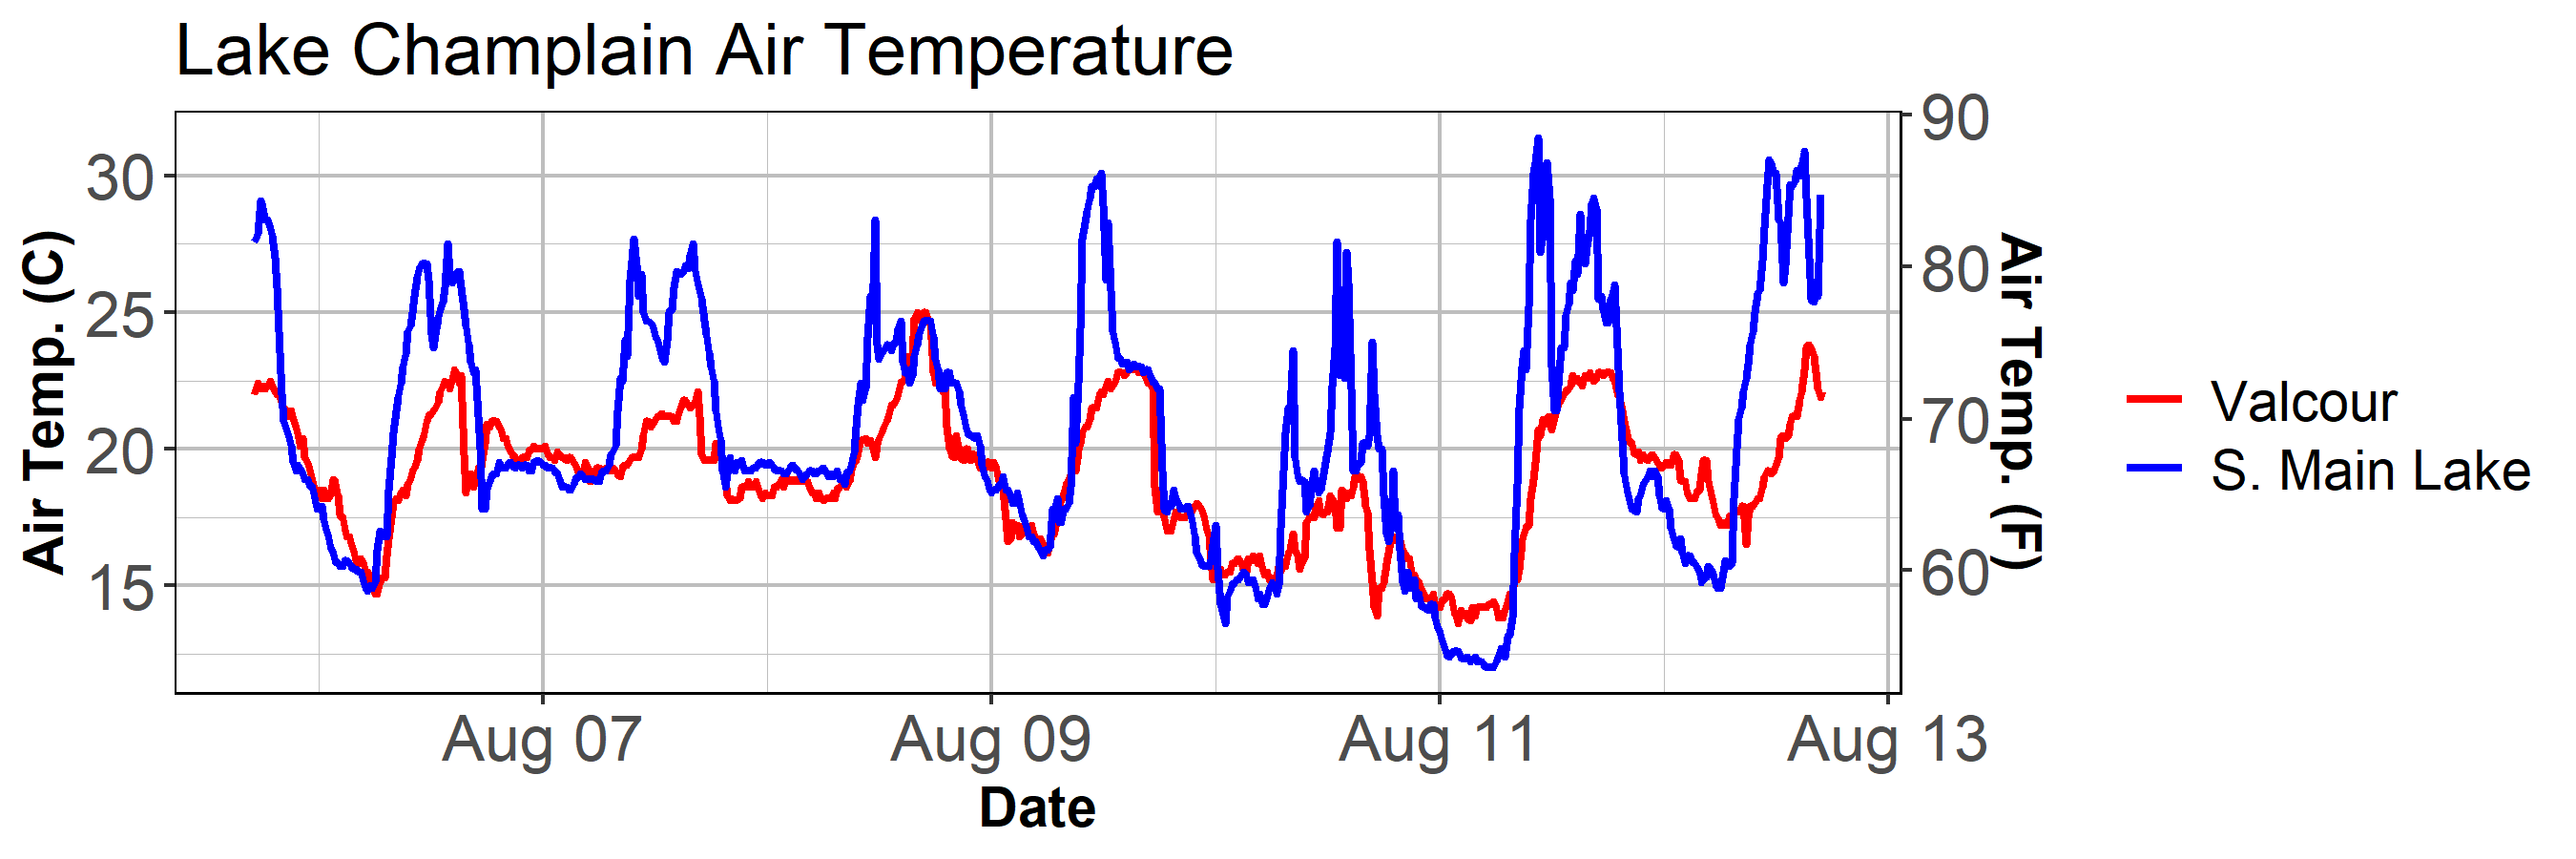 Lake Champlain Air Temperature
Air Temp. (C)
30
25
20
15
90
80
70
60
Air Temp. (F)
Aug 07
Aug 09
Aug 11
Aug 13
Date
Valcour
S. Main Lake